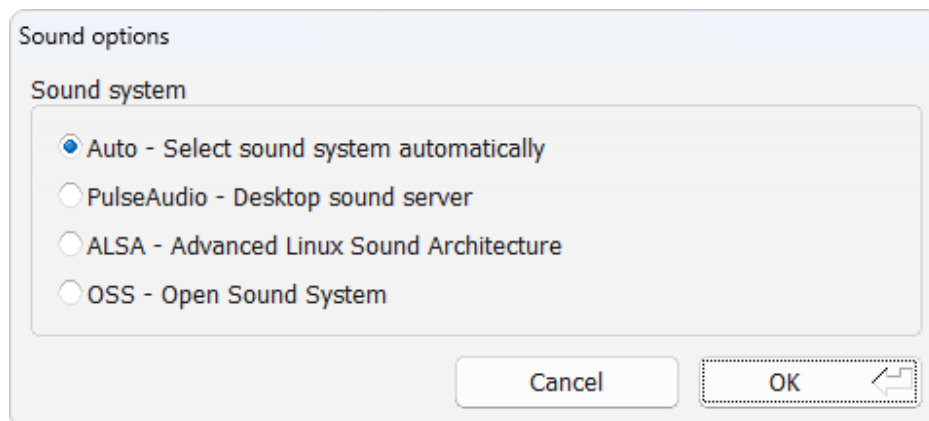 Sound options
Sound system
Auto - Select sound system automatically
PulseAudio - Desktop sound server
ALSA - Advanced Linux Sound Architecture
OSS - Open Sound System
Cancel OK